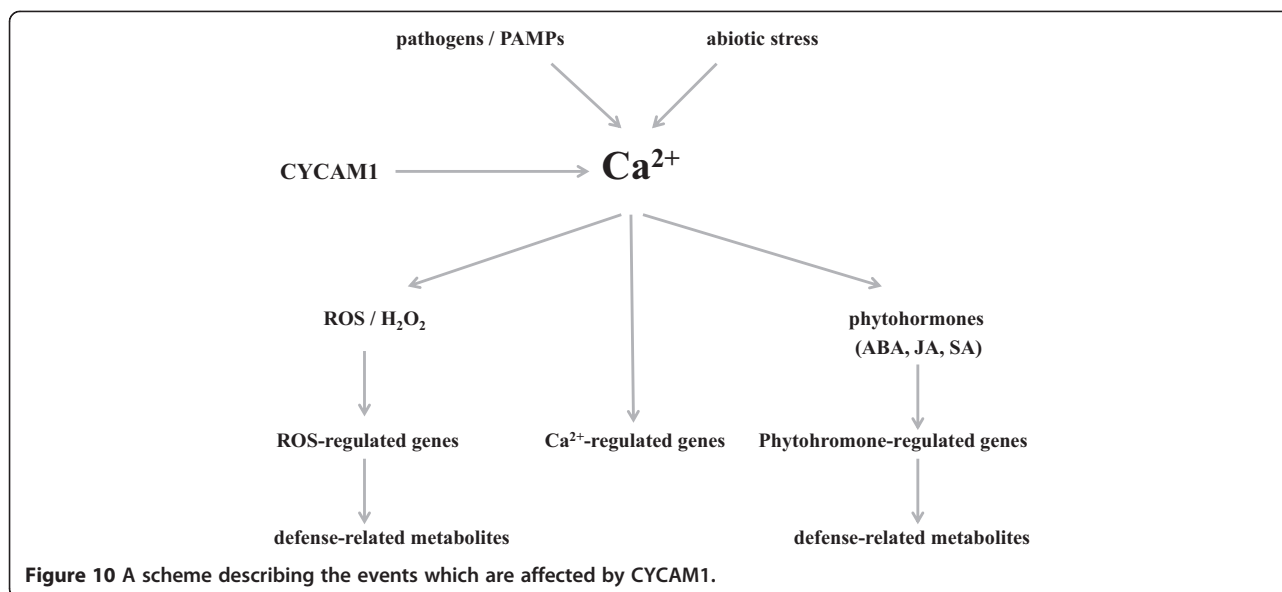 pathogens / PAMPs abiotic stress
CYCAM1 Ca²⁺
ROS / H₂O₂ phytohormones
(ABA, JA, SA)
ROS-regulated genes Ca²⁺-regulated genes Phytohromone-regulated genes
defense-related metabolites defense-related metabolites
Figure 10 A scheme describing the events which are affected by CYCAM1.